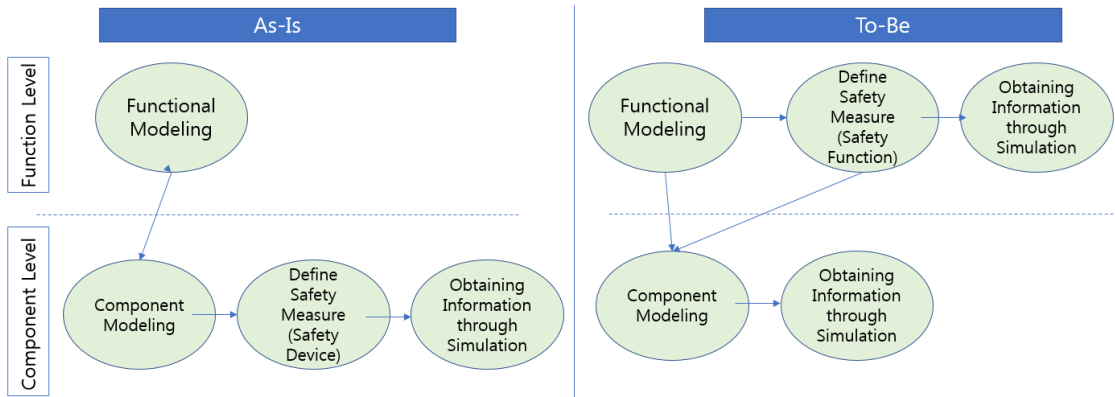 As-Is
To-Be
Function Level
Functional
Modeling
Functional
Modeling
Define
Safety
Measure
(Safety
Function)
Obtaining
Information
through
Simulation
Component Level
Component
Modeling
Define
Safety
Measure
(Safety
Device)
Obtaining
Information
through
Simulation
Component
Modeling
Obtaining
Information
through
Simulation